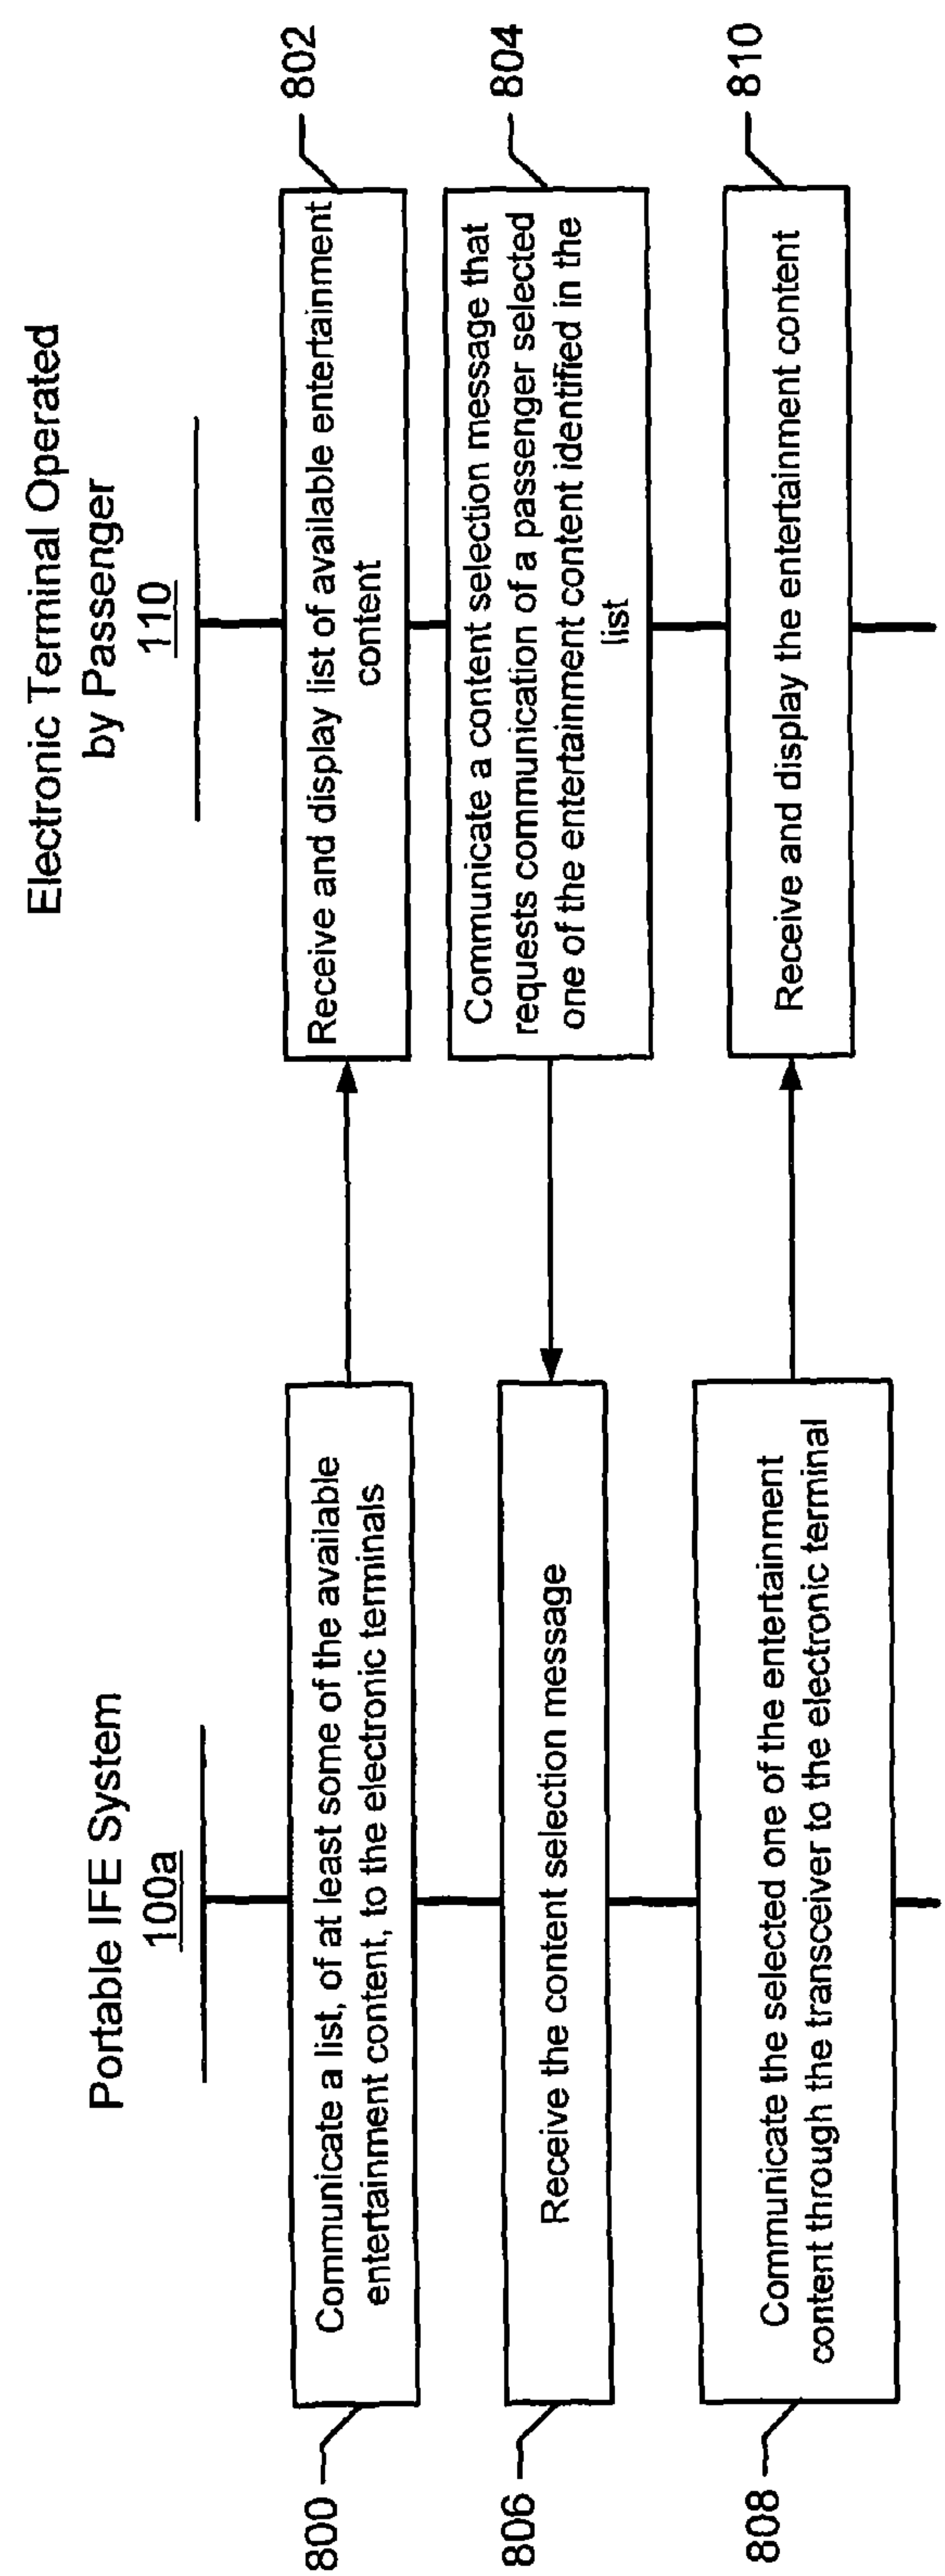 Portable IFE System
100a
Electronic Terminal Operated
by Passenger
110
800
Communicate a list, of at least some of the available
entertainment content, to the electronic terminals
Receive and display list of available entertainment
content
802
Communicate a content selection message that
requests communication of a passenger selected
one of the entertainment content identified in the
list
804
806
Receive the content selection message
808
Communicate the selected one of the entertainment
content through the transceiver to the electronic terminal
Receive and display the entertainment content
810